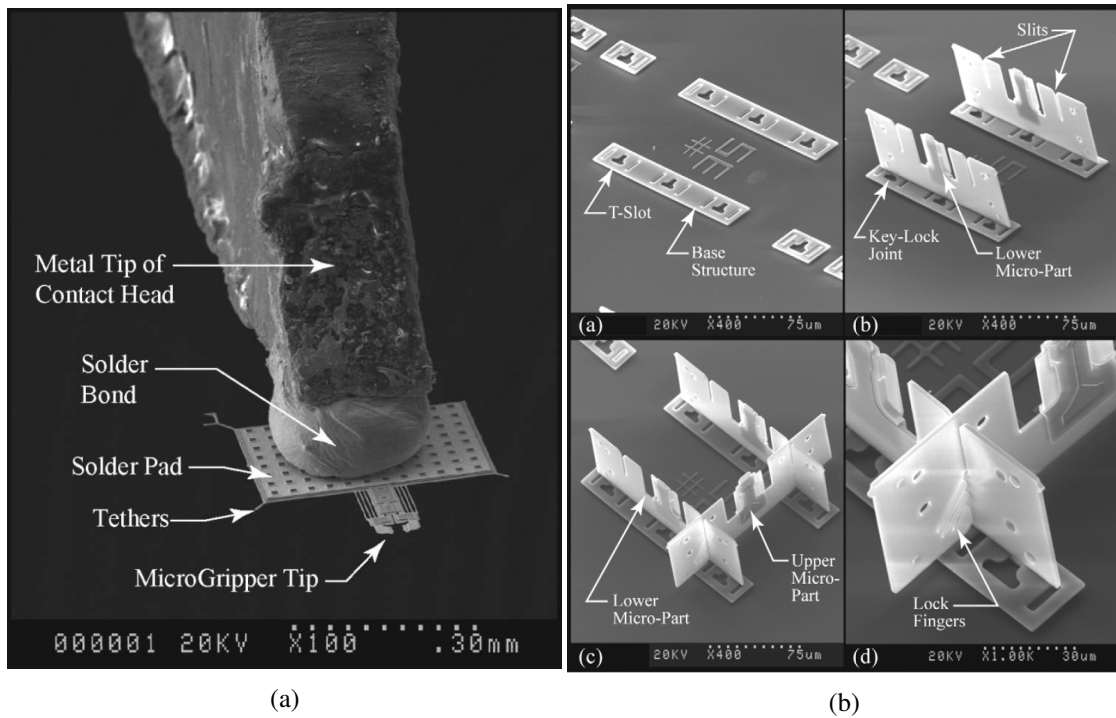 Metal Tip of
Contact Head
Solder
Bond
Solder Pad
Tethers
MicroGripper Tip
000001 20KV X100 .30mm
(a)
T-Slot
Base
Structure
#
5
3
(a) 20KV X400 75um
Slits
Key-Lock
Joint
Lower
Micro-Part
(b) 20KV X400 75um
Lower
Micro-Part
Upper
Micro-
Part
(c) 20KV X400 75um
Lock
Fingers
(d) 20KV X1.00K 30um
(b)